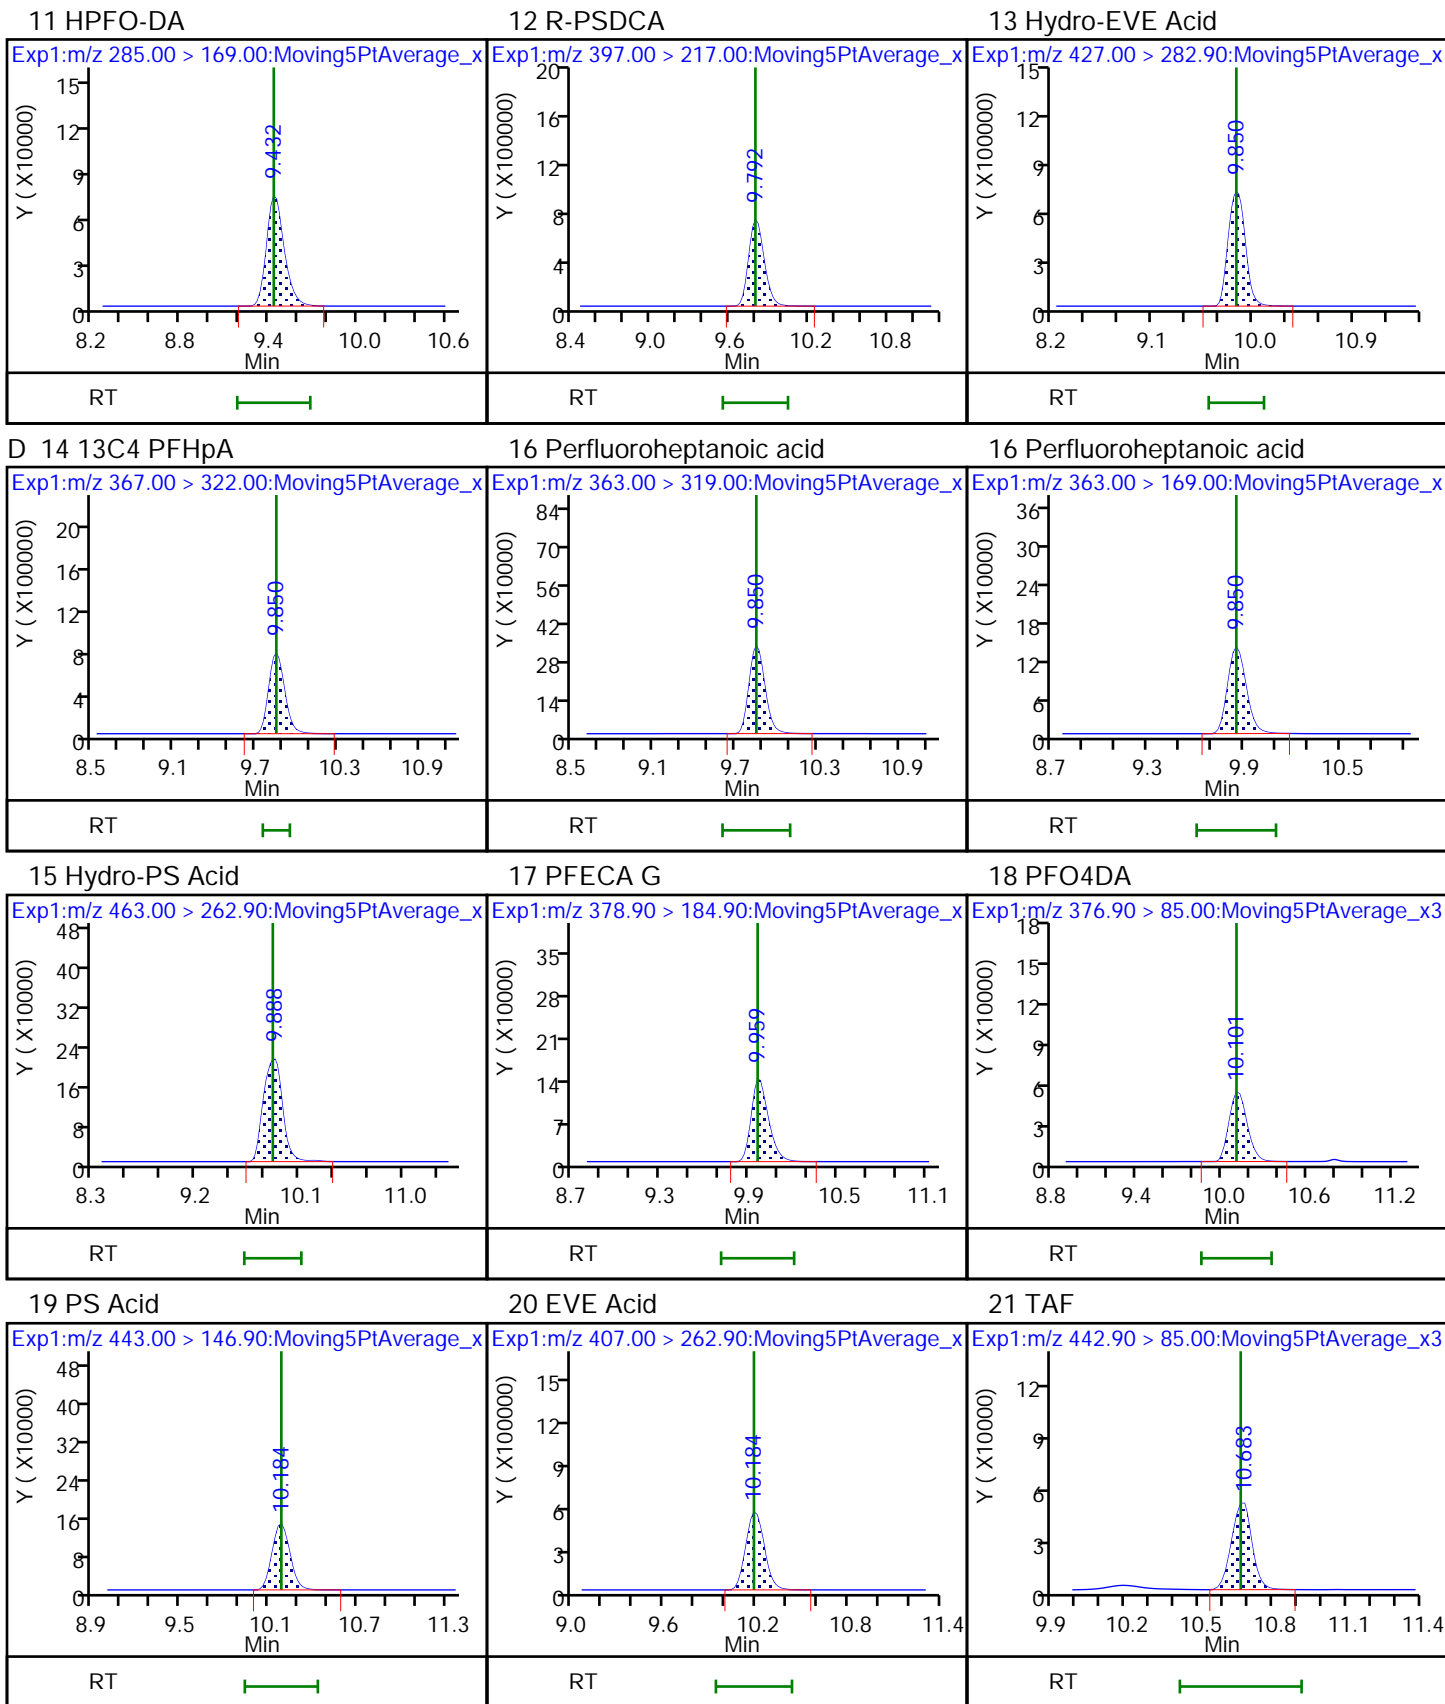 11 HPFO-DA
Exp1:m/z 285.00 > 169.00:Moving5PtAverage_x
Y ( X100000)
15
12
9
6
3
0
9.432
8.2 8.8 9.4 10.0 10.6
Min
RT
12 R-PSDCA
Exp1:m/z 397.00 > 217.00:Moving5PtAverage_x
Y ( X100000)
20
16
12
8
4
0
9.792
8.4 9.0 9.6 10.2 10.8
Min
RT
13 Hydro-EVE Acid
Exp1:m/z 427.00 > 282.90:Moving5PtAverage_x
Y ( X100000)
15
12
9
6
3
0
9.850
8.2 9.1 10.0 10.9
Min
RT
D 14 13C4 PFHpA
Exp1:m/z 367.00 > 322.00:Moving5PtAverage_x
Y ( X100000)
20
16
12
8
4
0
9.850
8.5 9.1 9.7 10.3 10.9
Min
RT
16 Perfluoroheptanoic acid
Exp1:m/z 363.00 > 319.00:Moving5PtAverage_x
Y ( X10000)
84
70
56
42
28
14
0
9.850
8.5 9.1 9.7 10.3 10.9
Min
RT
16 Perfluoroheptanoic acid
Exp1:m/z 363.00 > 169.00:Moving5PtAverage_x
Y ( X10000)
36
30
24
18
12
6
0
9.850
8.7 9.3 9.9 10.5
Min
RT
15 Hydro-PS Acid
Exp1:m/z 463.00 > 262.90:Moving5PtAverage_x
Y ( X10000)
48
40
32
24
16
8
0
9.888
8.3 9.2 10.1 11.0
Min
RT
17 PFECA G
Exp1:m/z 378.90 > 184.90:Moving5PtAverage_x
Y ( X10000)
35
28
21
14
7
0
9.959
8.7 9.3 9.9 10.5 11.1
Min
RT
18 PFO4DA
Exp1:m/z 376.90 > 85.00:Moving5PtAverage_x3
Y ( X10000)
18
15
12
9
6
3
0
10.101
8.8 9.4 10.0 10.6 11.2
Min
RT
19 PS Acid
Exp1:m/z 443.00 > 146.90:Moving5PtAverage_x
Y ( X10000)
48
40
32
24
16
8
0
10.184
8.9 9.5 10.1 10.7 11.3
Min
RT
20 EVE Acid
Exp1:m/z 407.00 > 262.90:Moving5PtAverage_x
Y ( X100000)
15
12
9
6
3
0
10.184
9.0 9.6 10.2 10.8 11.4
Min
RT
21 TAF
Exp1:m/z 442.90 > 85.00:Moving5PtAverage_x3
Y ( X10000)
12
9
6
3
0
10.683
9.9 10.2 10.5 10.8 11.1 11.4
Min
RT